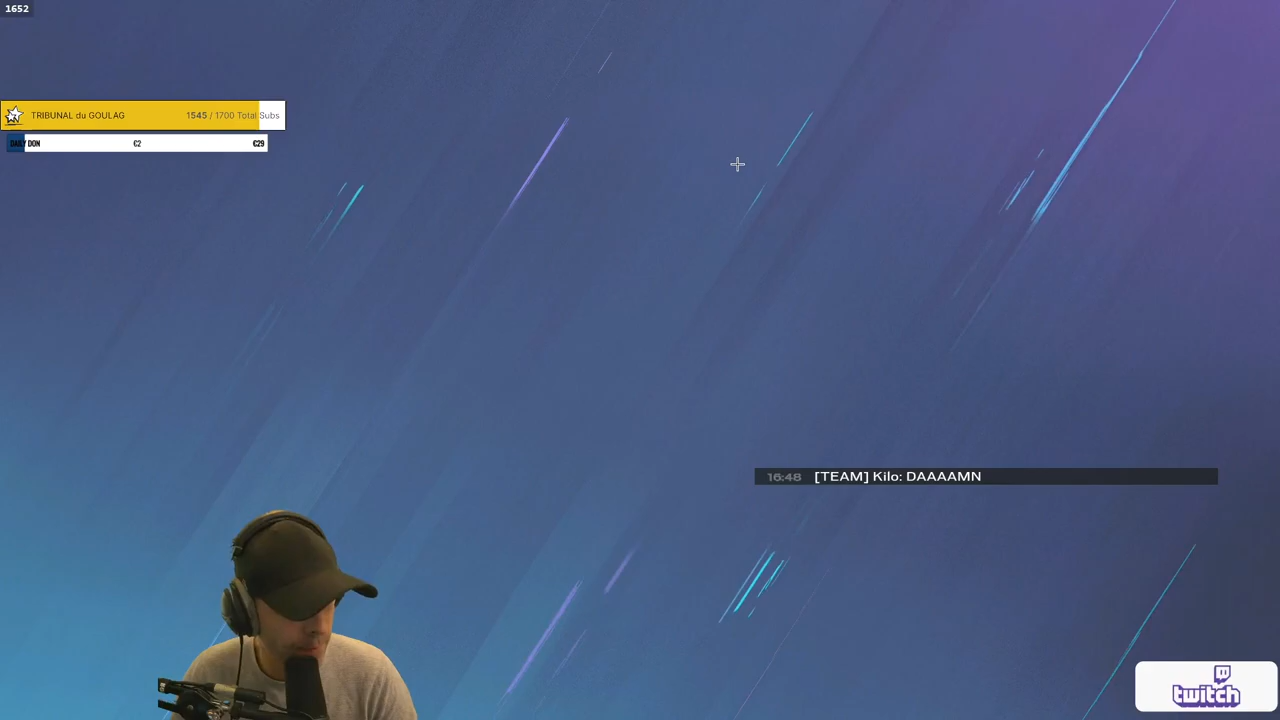 1652
TRIBUNAL du GOULAG 1545 / 1700 Total Subs
DAILY DON €2 €29
16:48 [TEAM] Kilo: DAAAAMN
twitch